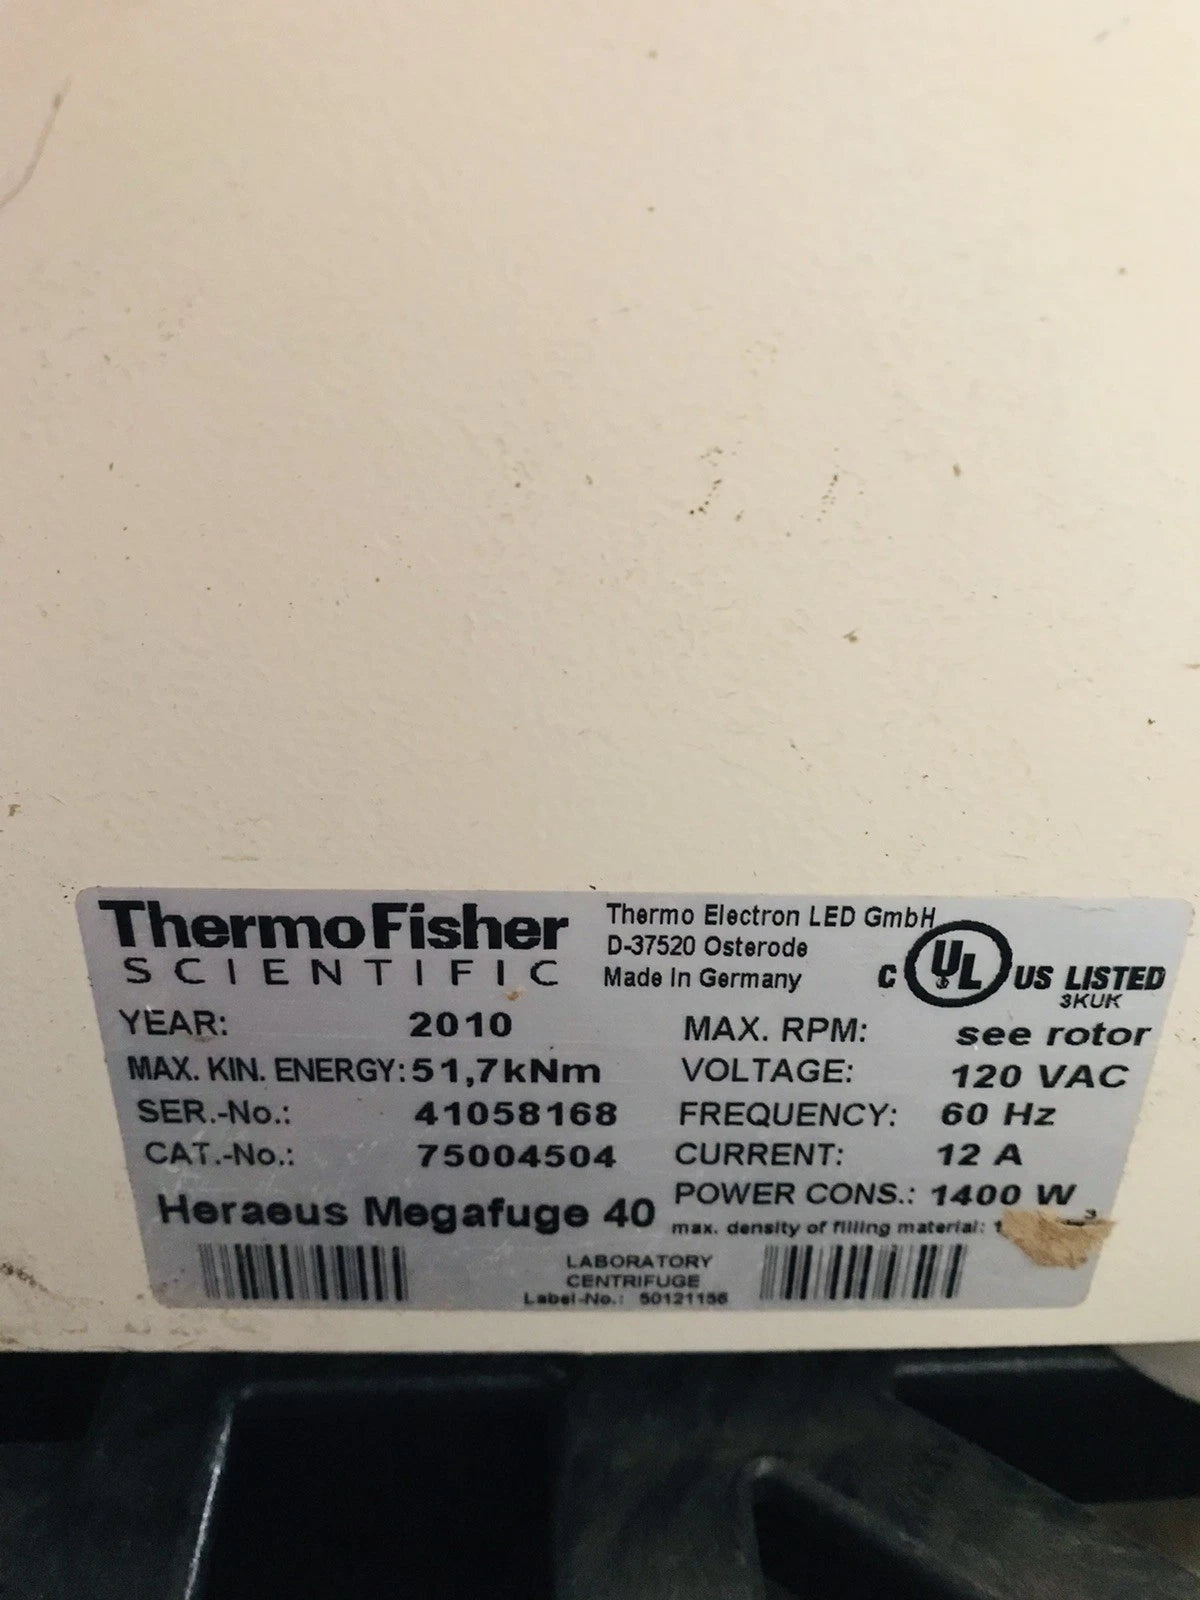 ThermoFisher
SCIENTIFIC
Thermo Electron LED GmbH
D-37520 Osterode
Made In Germany
C UL US LISTED
3KUK
YEAR: 2010
MAX. KIN. ENERGY: 51,7kNm
SER.-No.: 41058168
CAT.-No.: 75004504
Heraeus Megafuge 40
MAX. RPM: see rotor
VOLTAGE: 120 VAC
FREQUENCY: 60 Hz
CURRENT: 12 A
POWER CONS.: 1400 W
max. density of filling material:
LABORATORY
CENTRIFUGE
Label-No.: 50121156